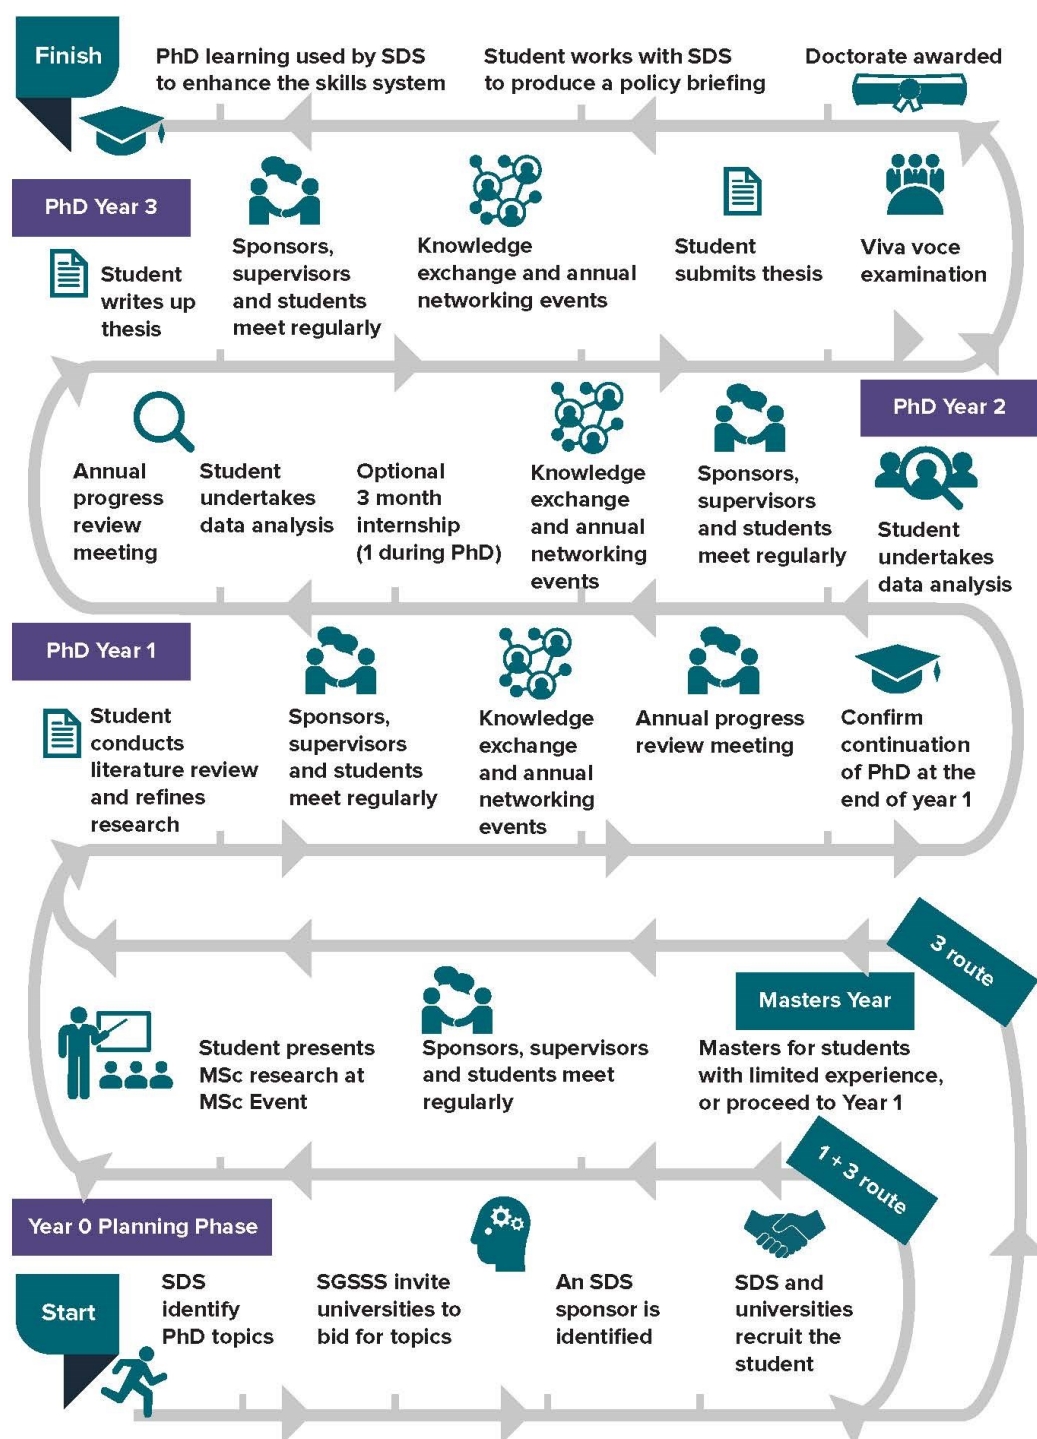 Finish
PhD learning used by SDS
to enhance the skills system
Student works with SDS
to produce a policy briefing
Doctorate awarded
PhD Year 3
Student
writes up
thesis
Sponsors,
supervisors
and students
meet regularly
Knowledge
exchange and annual
networking events
Student
submits thesis
Viva voce
examination
PhD Year 2
Annual
progress
review
meeting
Student
undertakes
data analysis
Optional
3 month
internship
(1 during PhD)
Knowledge
exchange
and annual
networking
events
Sponsors,
supervisors
and students
meet regularly
Student
undertakes
data analysis
PhD Year 1
Student
conducts
literature review
and refines
research
Sponsors,
supervisors
and students
meet regularly
Knowledge
exchange
and annual
networking
events
Annual progress
review meeting
Confirm
continuation
of PhD at the
end of year 1
3 route
Masters Year
Student presents
MSc research at
MSc Event
Sponsors, supervisors
and students meet
regularly
Masters for students
with limited experience,
or proceed to Year 1
1 + 3 route
Year 0 Planning Phase
Start
SDS
identify
PhD topics
SGSSS invite
universities to
bid for topics
An SDS
sponsor is
identified
SDS and
universities
recruit the
student